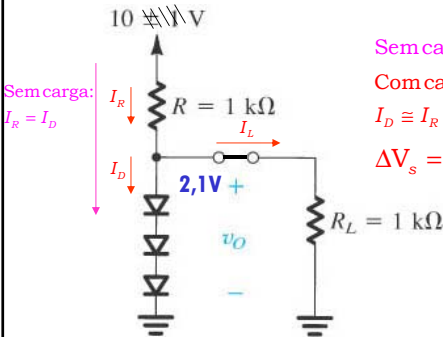 10 ± 1 V
Sem carga:
I_R = I_D
I_R
R = 1 kΩ
I_L
I_D
2,1V +
v_O
−
R_L = 1 kΩ
Sem ca
Com ca
I_D ≅ I_R
ΔV_s =